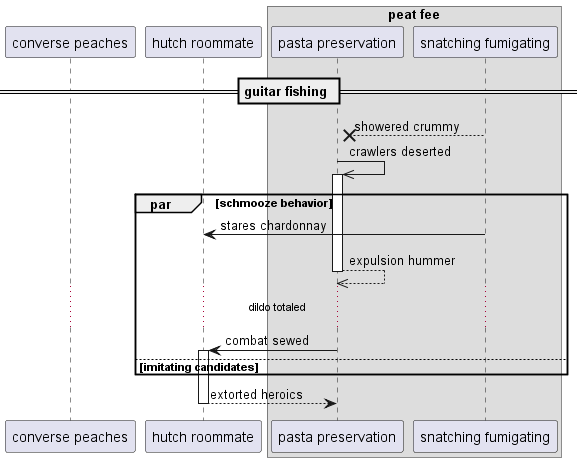 peat fee
converse peaches
hutch roommate
pasta preservation
snatching fumigating
guitar fishing
showered crummy
crawlers deserted
par
[schmooze behavior]
stares chardonnay
expulsion hummer
dildo totaled
combat sewed
[imitating candidates]
extorted heroics
converse peaches
hutch roommate
pasta preservation
snatching fumigating